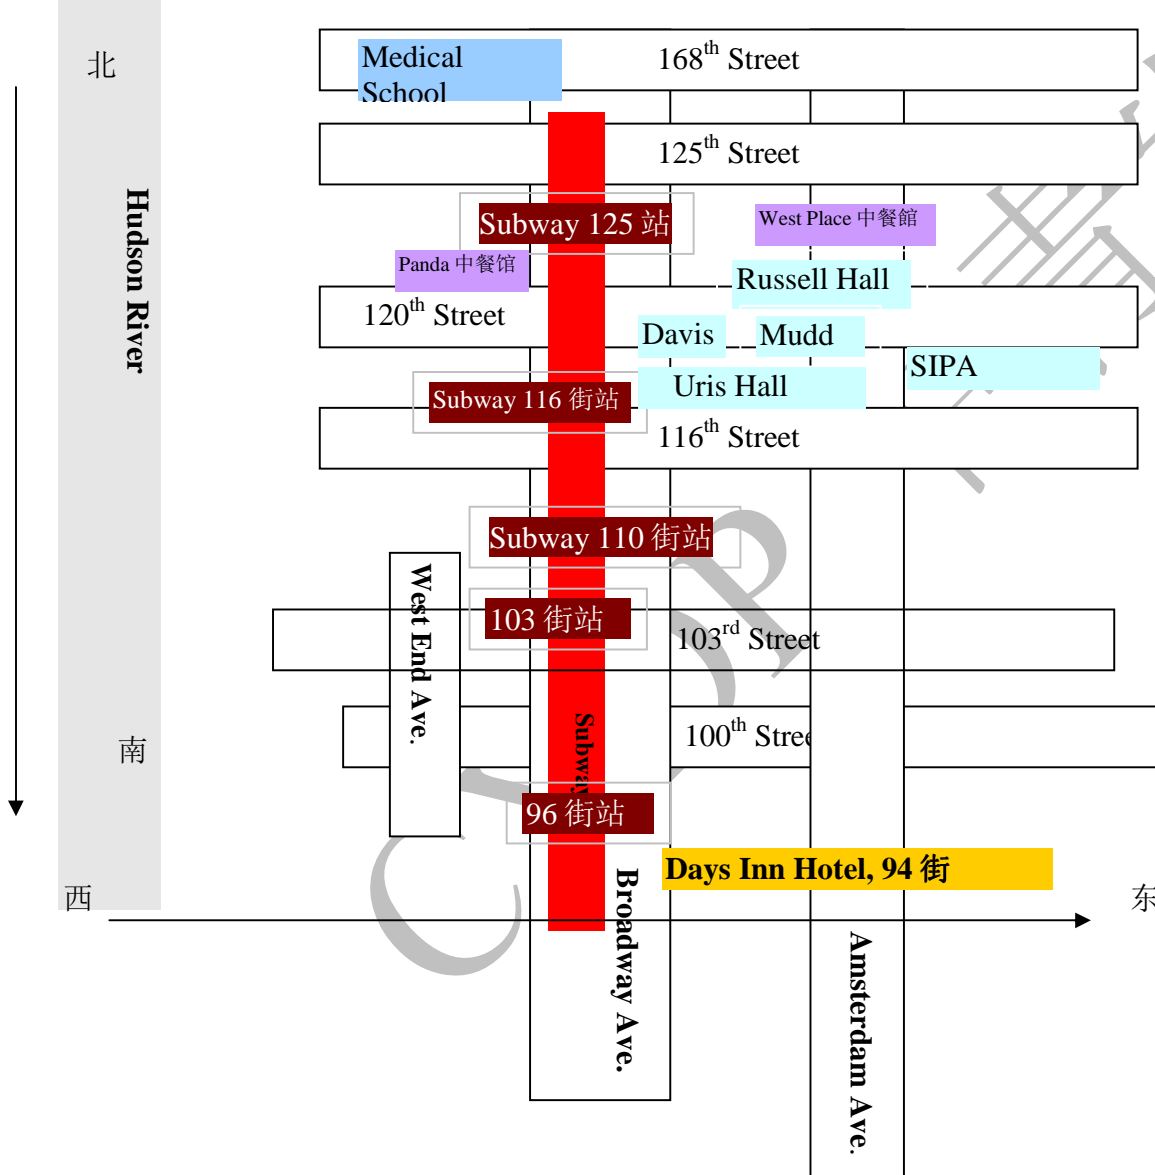 北
Medical
School
168th Street
125th Street
Hudson River
Subway 125 站
West Place 中餐館
Panda 中餐馆
Russell Hall
120th Street
Davis
Mudd
SIPA
Uris Hall
Subway 116 街站
116th Street
Subway 110 街站
West End Ave.
103 街站
103rd Street
南
Subway
100th Stree
96 街站
Days Inn Hotel, 94 街
西
东
Broadway Ave.
Amsterdam Ave.